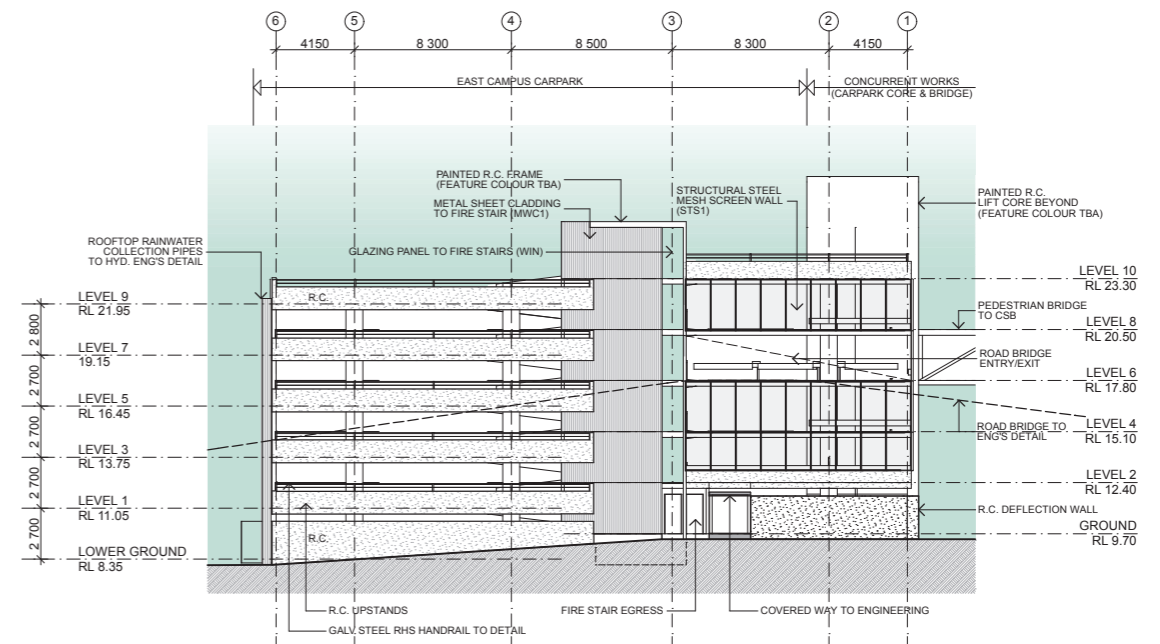 6
5
4
3
2
1
4150
8 300
8 500
8 300
4150
EAST CAMPUS CARPARK
CONCURRENT WORKS
(CARPARK CORE & BRIDGE)
PAINTED R.C. FRAME
(FEATURE COLOUR TBA)
METAL SHEET CLADDING
TO FIRE STAIR (MWC1)
STRUCTURAL STEEL
MESH SCREEN WALL
(STS1)
PAINTED R.C.
LIFT CORE BEYOND
(FEATURE COLOUR TBA)
ROOFTOP RAINWATER
COLLECTION PIPES
TO HYD. ENG'S DETAIL
GLAZING PANEL TO FIRE STAIRS (WIN)
LEVEL 9
RL 21.95
LEVEL 7
19.15
LEVEL 5
RL 16.45
LEVEL 3
RL 13.75
LEVEL 1
RL 11.05
LOWER GROUND
RL 8.35
2 800
2 700
2 700
2 700
2 700
R.C.
R.C.
LEVEL 10
RL 23.30
PEDESTRIAN BRIDGE
TO CSB
LEVEL 8
RL 20.50
ROAD BRIDGE
ENTRY/EXIT
LEVEL 6
RL 17.80
LEVEL 4
RL 15.10
ROAD BRIDGE TO
ENG'S DETAIL
LEVEL 2
RL 12.40
R.C. DEFLECTION WALL
GROUND
RL 9.70
R.C. UPSTANDS
FIRE STAIR EGRESS
COVERED WAY TO ENGINEERING
GALV STEEL RHS HANDRAIL TO DETAIL